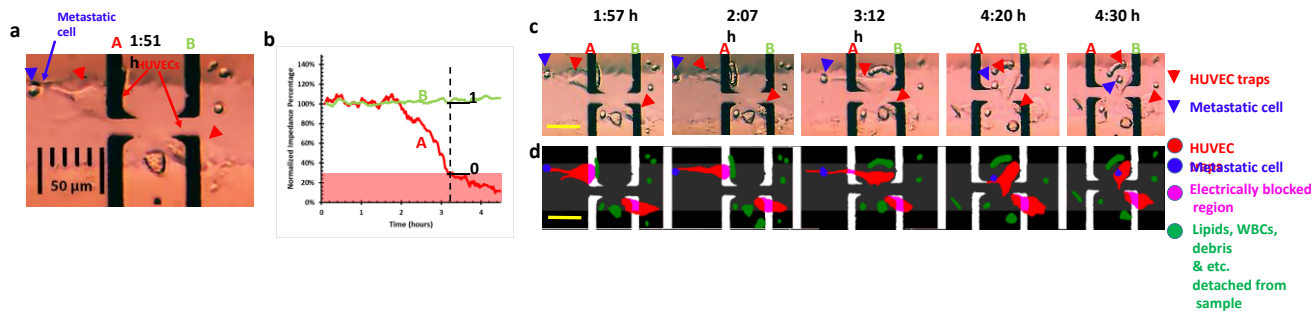 a
Metastatic
cell
A
1:51
h
B
HUVECs
50 µm
b
Normalized Impedance Percentage
140%
120%
100%
80%
60%
40%
20%
0%
0
1
2
3
4
Time (hours)
B
A
1
0
c
1:57 h
2:07
h
3:12
h
4:20 h
4:30 h
A
B
A
B
A
B
A
B
A
B
HUVEC traps
Metastatic cell
d
HUVEC
traps
Metastatic cell
Electrically blocked
region
Lipids, WBCs,
debris
& etc.
detached from
sample